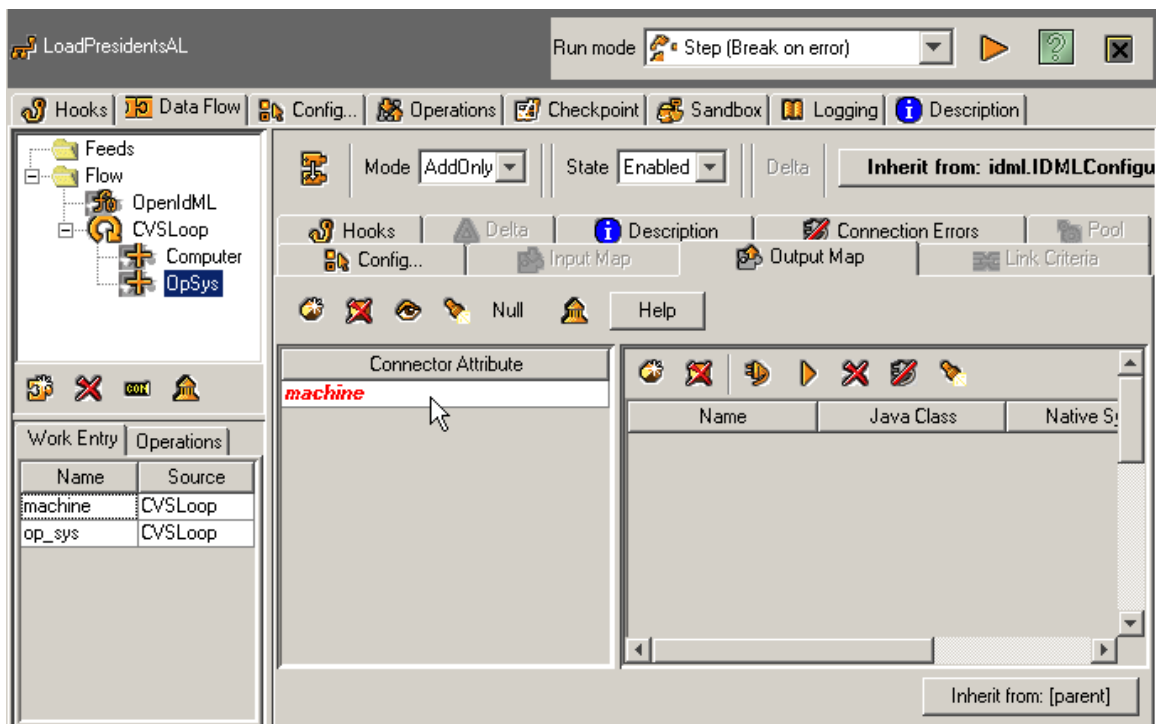 LoadPresidentsAL
Run mode Step (Break on error)
Hooks Data Flow Config... Operations Checkpoint Sandbox Logging Description
Feeds
Flow
OpenIdML
CVSLoop
Computer
OpSys
Mode AddOnly State Enabled Delta Inherit from: idml.IDMLConfigu
Hooks Delta Description Connection Errors Pool
Config... Input Map Output Map Link Criteria
Null Help
CON
Connector Attribute
machine
Name Java Class Native Sy
Work Entry Operations
Name Source
machine CVSLoop
op_sys CVSLoop
Inherit from: [parent]